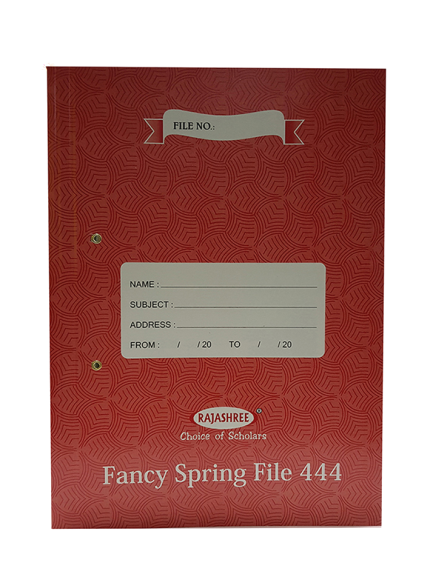 FILE NO.:
NAME :
SUBJECT :
ADDRESS :
FROM : / / 20 TO / / 20
RAJASHREE ®
Choice of Scholars
Fancy Spring File 444